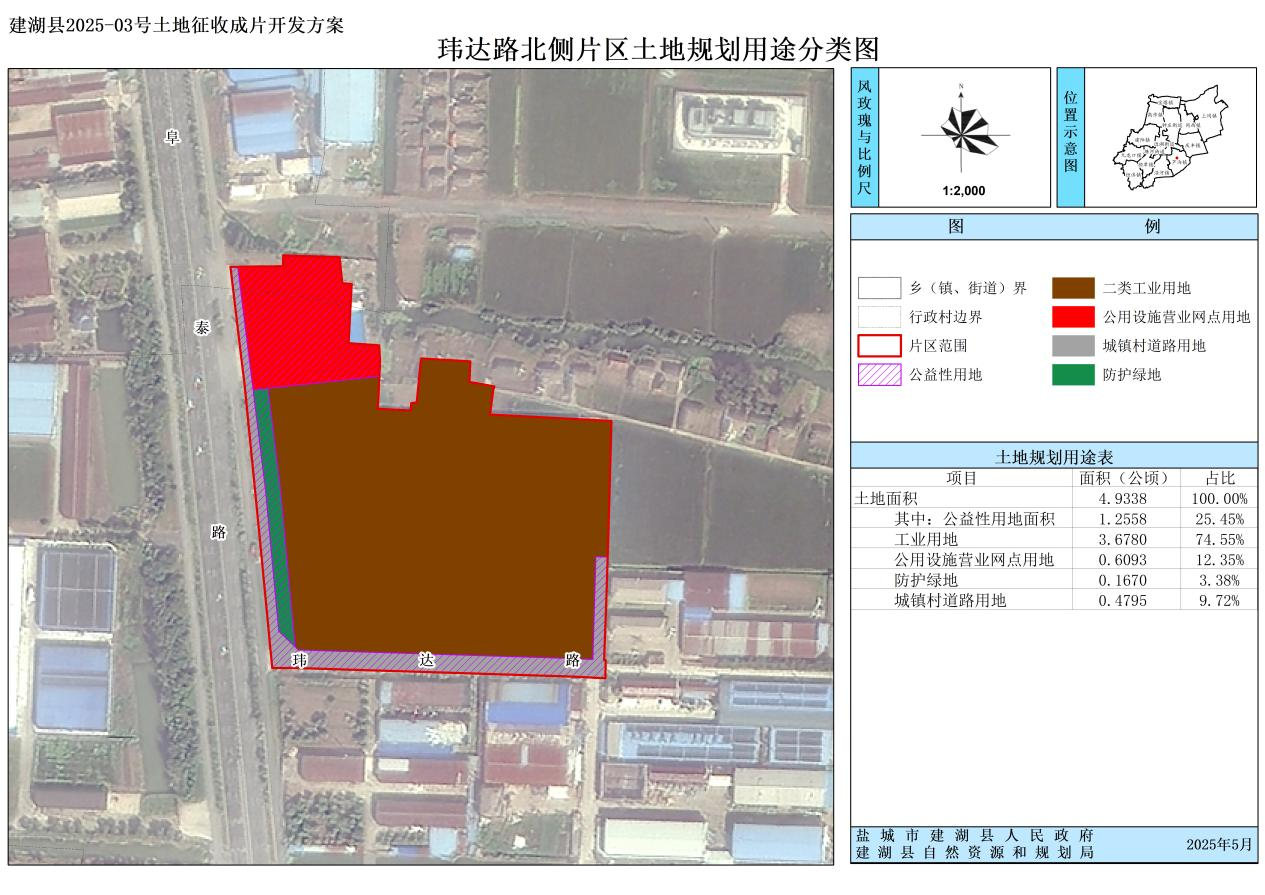 建湖县2025-03号土地征收成片开发方案
玮达路北侧片区土地规划用途分类图
阜
泰
路
玮 达 路
风玫瑰与比例尺
N
1:2,000
位置示意图
图 例
乡（镇、街道）界
行政村边界
片区范围
公益性用地
二类工业用地
公用设施营业网点用地
城镇村道路用地
防护绿地
土地规划用途表
项目 面积（公顷） 占比
土地面积 4.9338 100.00%
其中：公益性用地面积 1.2558 25.45%
工业用地 3.6780 74.55%
公用设施营业网点用地 0.6093 12.35%
防护绿地 0.1670 3.38%
城镇村道路用地 0.4795 9.72%
盐城市建湖县人民政府
建湖县自然资源和规划局
2025年5月